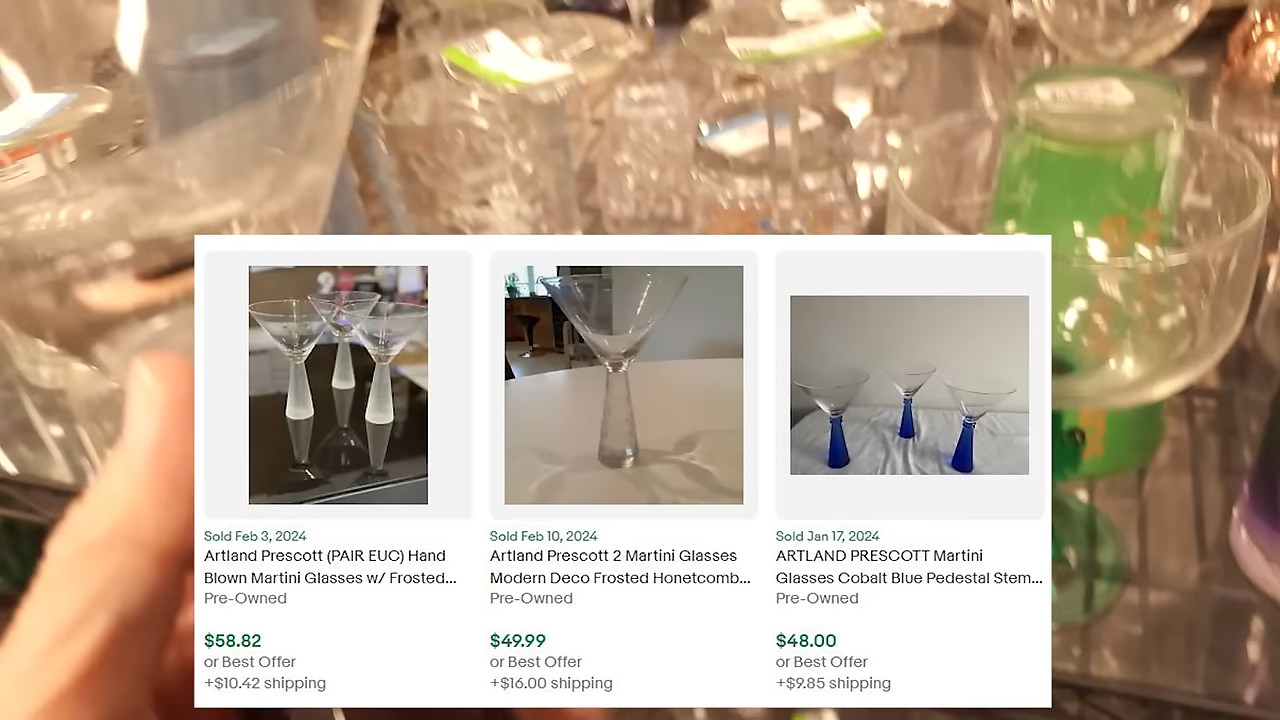 Sold Feb 3, 2024
Artland Prescott (PAIR EUC) Hand
Blown Martini Glasses w/ Frosted...
Pre-Owned
$58.82
or Best Offer
+$10.42 shipping
Sold Feb 10, 2024
Artland Prescott 2 Martini Glasses
Modern Deco Frosted Honetcomb...
Pre-Owned
$49.99
or Best Offer
+$16.00 shipping
Sold Jan 17, 2024
ARTLAND PRESCOTT Martini
Glasses Cobalt Blue Pedestal Stem...
Pre-Owned
$48.00
or Best Offer
+$9.85 shipping